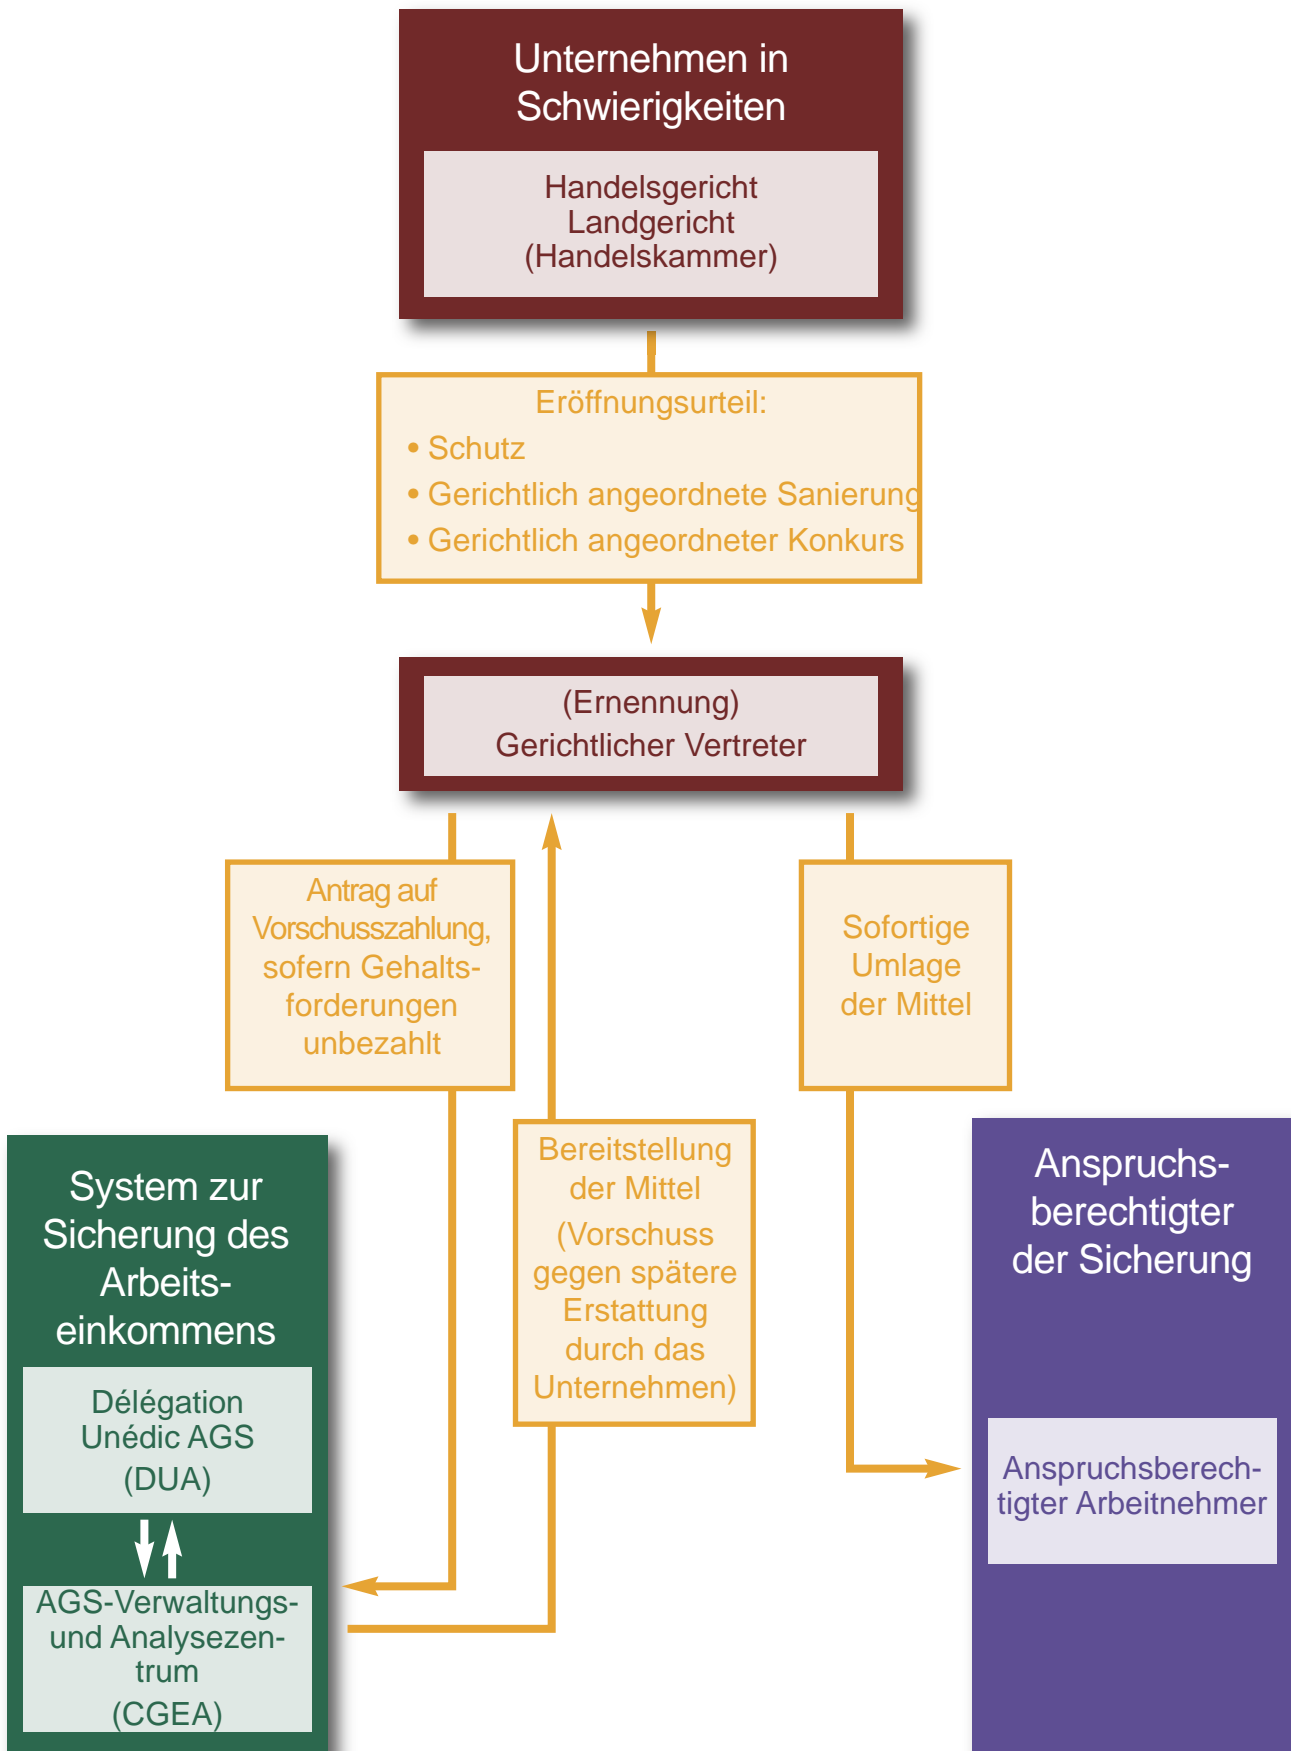 Unternehmen in
Schwierigkeiten
Handelsgericht
Landgericht
(Handelskammer)
Eröffnungsurteil:
• Schutz
• Gerichtlich angeordnete Sanierung
• Gerichtlich angeordneter Konkurs
(Ernennung)
Gerichtlicher Vertreter
Antrag auf
Vorschusszahlung,
sofern Gehalts-
forderungen
unbezahlt
Sofortige
Umlage
der Mittel
Bereitstellung
der Mittel
(Vorschuss
gegen spätere
Erstattung
durch das
Unternehmen)
System zur
Sicherung des
Arbeits-
einkommens
Délégation
Unédic AGS
(DUA)
AGS-Verwaltungs-
und Analysezen-
trum
(CGEA)
Anspruchs-
berechtigter
der Sicherung
Anspruchsberech-
tigter Arbeitnehmer